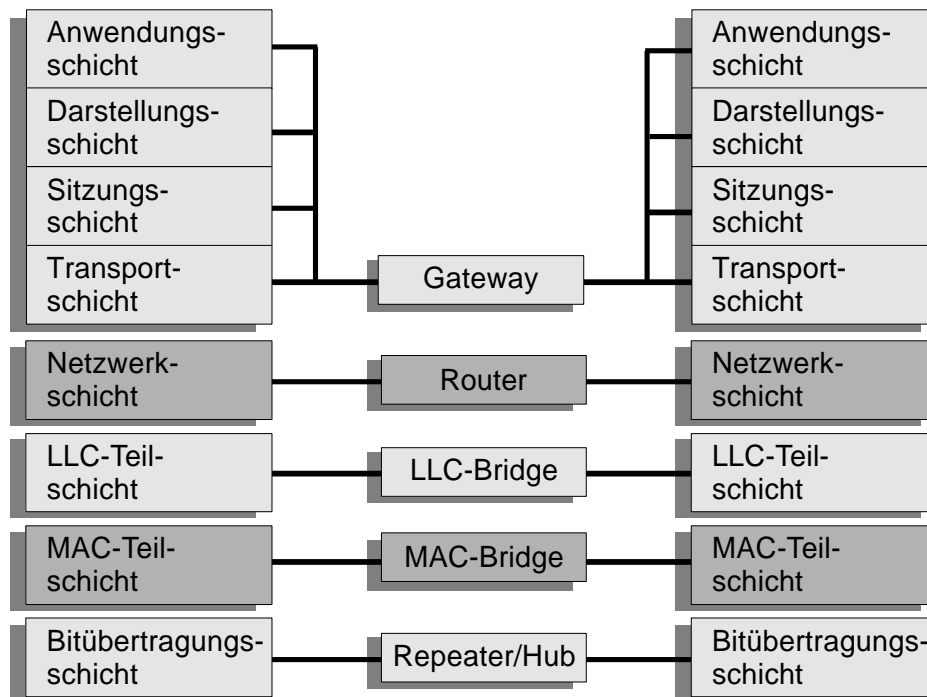 Anwendungs-
schicht
Darstellungs-
schicht
Sitzungs-
schicht
Transport-
schicht
Gateway
Anwendungs-
schicht
Darstellungs-
schicht
Sitzungs-
schicht
Transport-
schicht
Netzwerk-
schicht
Router
Netzwerk-
schicht
LLC-Teil-
schicht
LLC-Bridge
LLC-Teil-
schicht
MAC-Teil-
schicht
MAC-Bridge
MAC-Teil-
schicht
Bitübertragungs-
schicht
Repeater/Hub
Bitübertragungs-
schicht